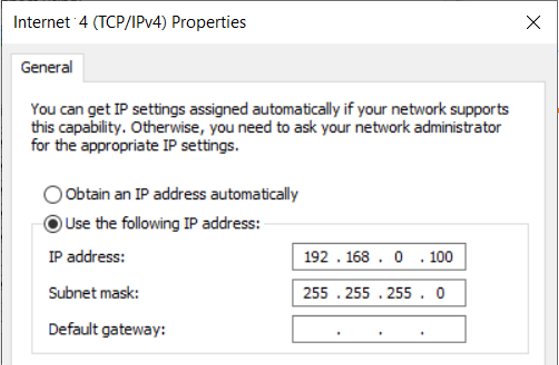 Internet 4 (TCP/IPv4) Properties
General
You can get IP settings assigned automatically if your network supports
this capability. Otherwise, you need to ask your network administrator
for the appropriate IP settings.
Obtain an IP address automatically
Use the following IP address:
IP address: 192 . 168 . 0 . 100
Subnet mask: 255 . 255 . 255 . 0
Default gateway: . . .